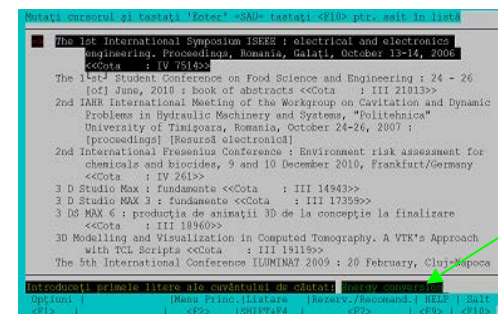 Mutaţi cursorul şi tastaţi 'Enter' =SAU= tastaţi <F10> ptr. salt în listă
The 1st International Symposium ISEEE : electrical and electronics
engineering. Proceedings, Romania, Galaţi, October 13-14, 2006
<<Cota : IV 7514>>
The 1"st" Student Conference on Food Science and Engineering : 24 - 26
[of] June, 2010 : book of abstracts <<Cota : III 21013>>
2nd IAHR International Meeting of the Workgroup on Cavitation and Dynamic
Problems in Hydraulic Machinery and Systems, "Politehnica"
University of Timişoara, Romania, October 24-26, 2007 :
[proceedings] [Resursă electronică]
2nd International Fresenius Conference : Environment risk assessment for
chemicals and biocides, 9 and 10 December 2010, Frankfurt/Germany
<<Cota : IV 261>>
3 D Studio Max : fundamente <<Cota : III 14943>>
3 D Studio MAX 3 : fundamente <<Cota : III 17359>>
3 DS MAX 6 : producţia de animaţii 3D de la concepţie la finalizare
<<Cota : III 18960>>
3D Modelling and Visualization in Computed Tomography. A VTK's Approach
with TCL Scripts <<Cota : III 19119>>
The 5th International Conference ILUMINAT 2009 : 20 February, Cluj-Napoca
Introduceţi primele litere ale cuvântului de căutat: Energy conversion
Opţiuni | |Meniu Princ.|Listare |Rezerv./Recomand.| HELP | Salt
<F1> | <F2> |SHIFT+F4 | <F7> | <F9> | <F10>